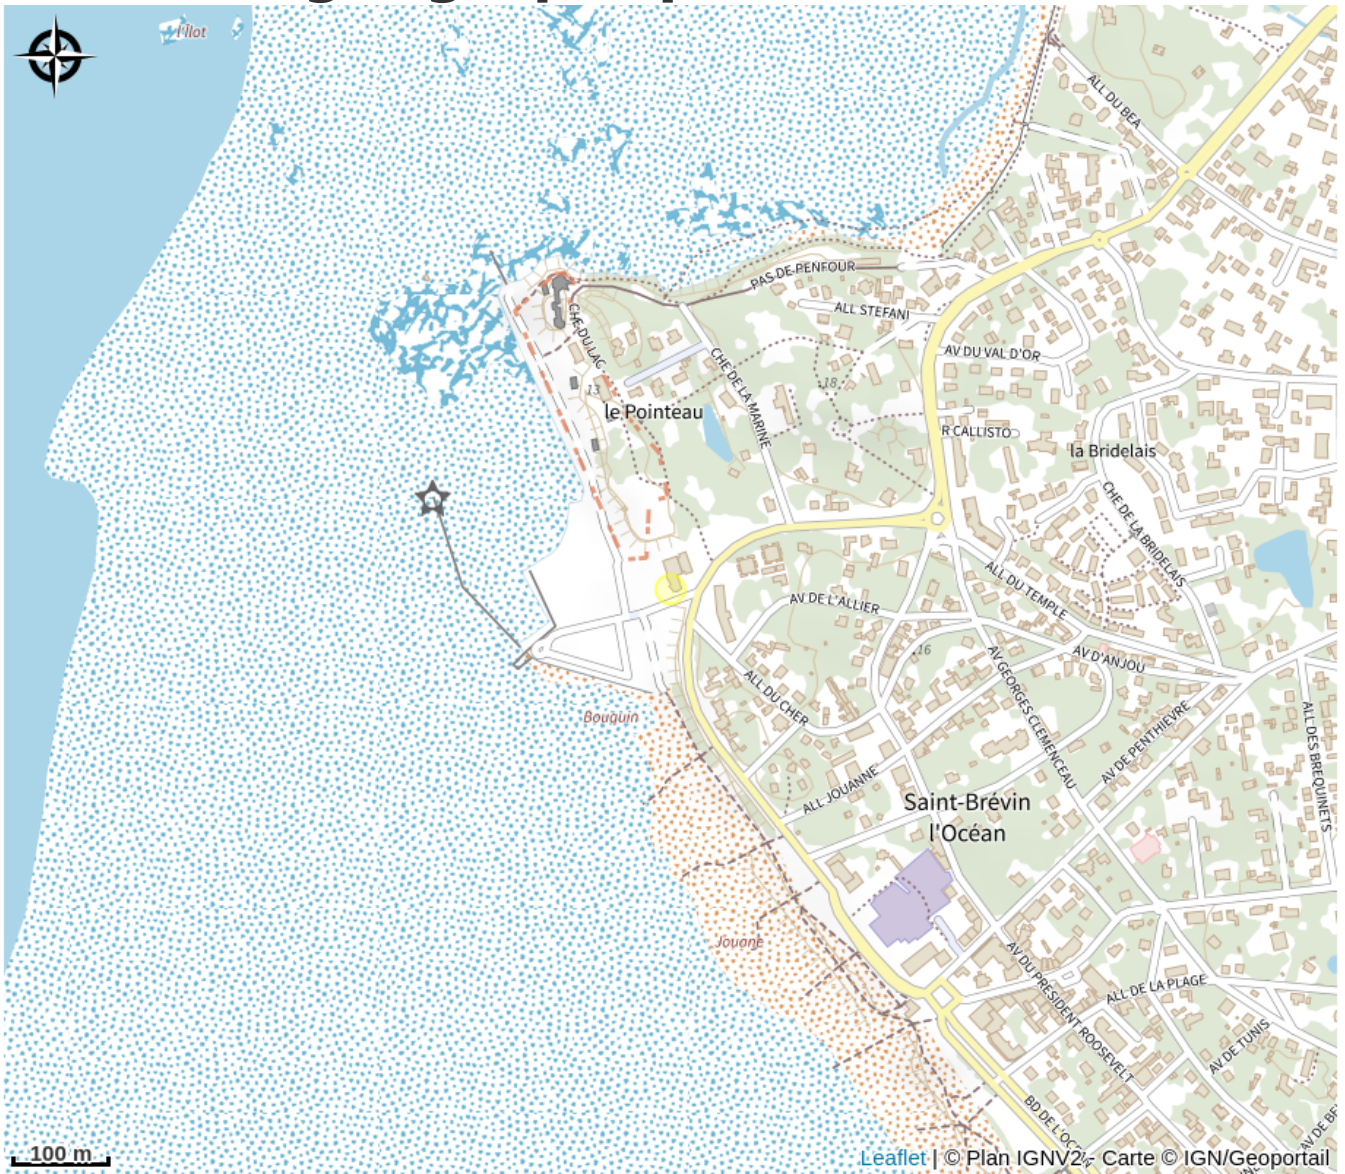 l'Ilot
ALL DU BEA
PAS DE PENFOUR
ALL STEFANI
CHE DU LAC
AV DU VAL D'OR
CHE DE LA MARINE
13
18
le Pointeau
R CALLISTO
la Bridelais
CHE DE LA BRIDELAIS
ALL DU TEMPLE
AV DE L'ALLIER
16
AV D'ANJOU
AV GEORGES CLEMENCEAU
ALL DU CHER
Bouquin
AV DE PENTHIEVRE
ALL DES BREQUINETS
ALL JOUANNE
Saint-Brévin
l'Océan
Jouane
AV DU PRESIDENT ROOSEVELT
ALL DE LA PLAGE
AV DE TUNIS
BD DE L'OCEAN
AV DE BE
100 m
Leaflet | © Plan IGNV2 - Carte © IGN/Geoportail